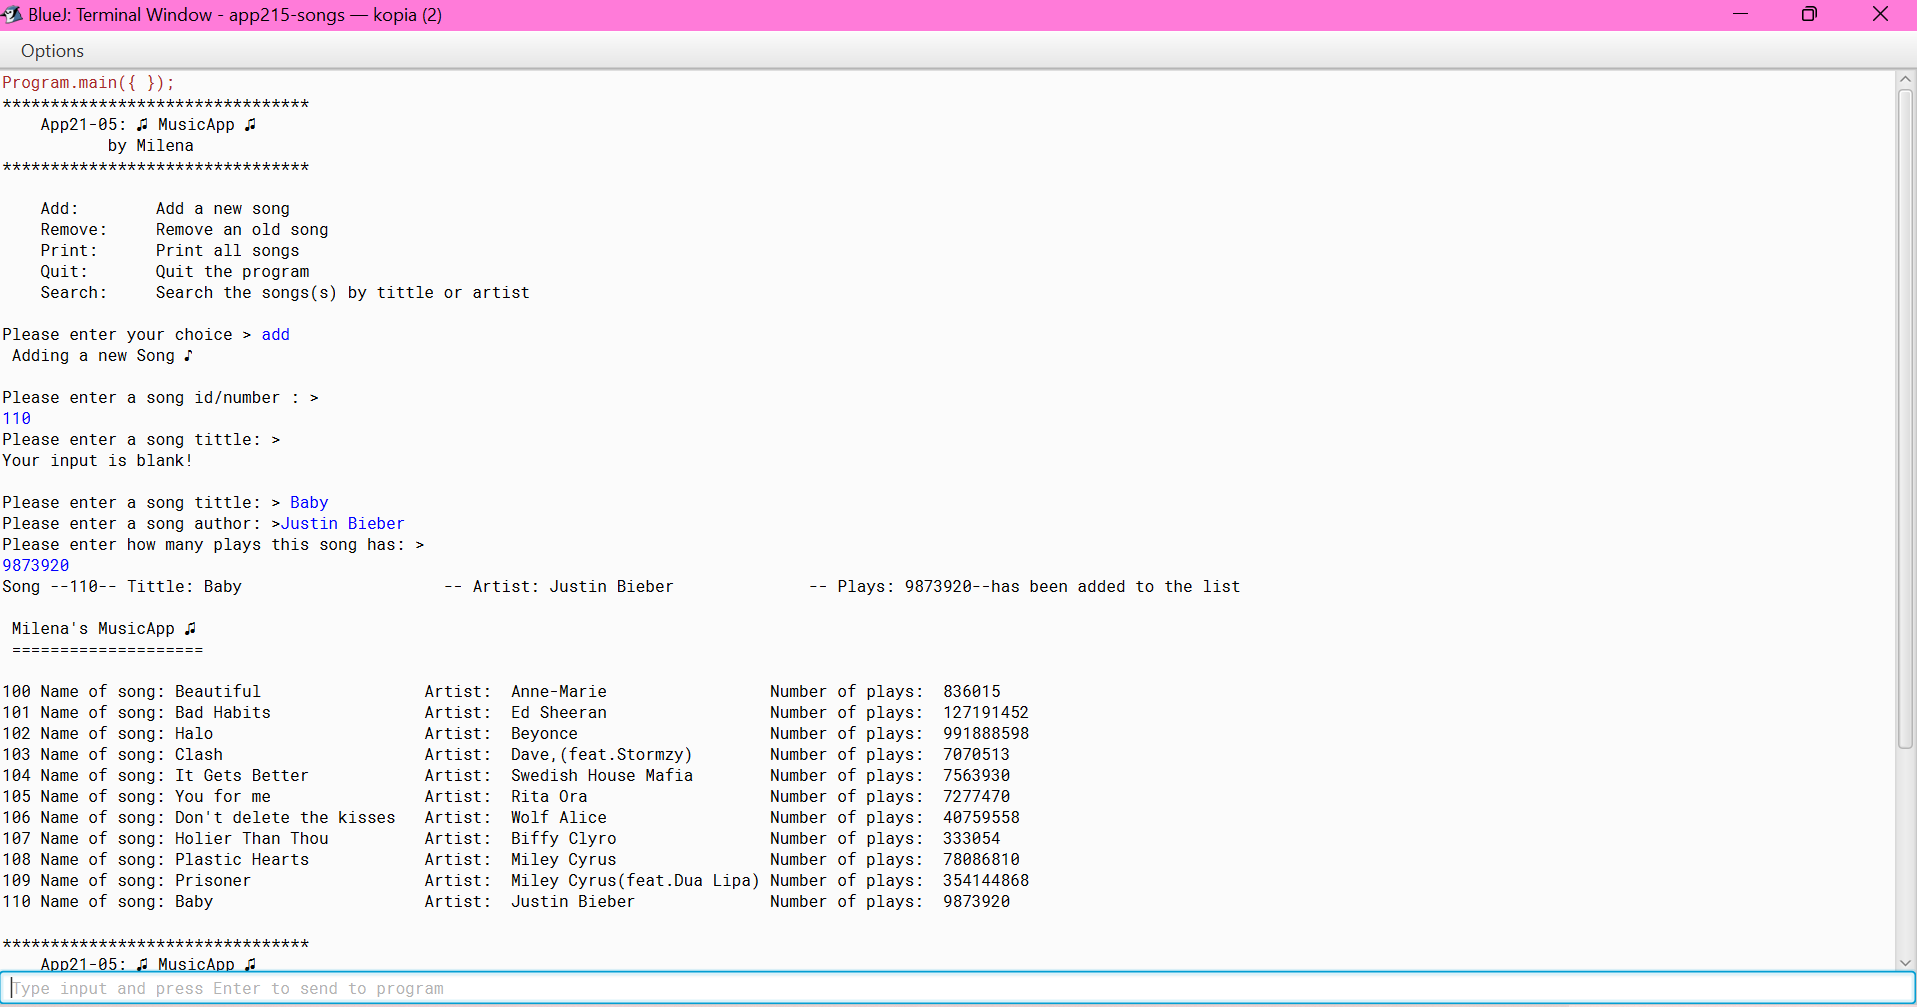 BlueJ: Terminal Window - app215-songs — kopia (2)
Options
Program.main({ });
********************************
    App21-05: ♫ MusicApp ♫
           by Milena
********************************

    Add:        Add a new song
    Remove:     Remove an old song
    Print:      Print all songs
    Quit:       Quit the program
    Search:     Search the songs(s) by tittle or artist

Please enter your choice > add
 Adding a new Song ♪

Please enter a song id/number : >
110
Please enter a song tittle: >
Your input is blank!

Please enter a song tittle: > Baby
Please enter a song author: >Justin Bieber
Please enter how many plays this song has: >
9873920
Song --110-- Tittle: Baby                     -- Artist: Justin Bieber              -- Plays: 9873920--has been added to the list

 Milena's MusicApp ♫
 ====================

100 Name of song: Beautiful                 Artist:  Anne-Marie                 Number of plays:  836015
101 Name of song: Bad Habits                Artist:  Ed Sheeran                 Number of plays:  127191452
102 Name of song: Halo                      Artist:  Beyonce                    Number of plays:  991888598
103 Name of song: Clash                     Artist:  Dave,(feat.Stormzy)        Number of plays:  7070513
104 Name of song: It Gets Better            Artist:  Swedish House Mafia        Number of plays:  7563930
105 Name of song: You for me                Artist:  Rita Ora                   Number of plays:  7277470
106 Name of song: Don't delete the kisses   Artist:  Wolf Alice                 Number of plays:  40759558
107 Name of song: Holier Than Thou          Artist:  Biffy Clyro                Number of plays:  333054
108 Name of song: Plastic Hearts            Artist:  Miley Cyrus                Number of plays:  78086810
109 Name of song: Prisoner                  Artist:  Miley Cyrus(feat.Dua Lipa) Number of plays:  354144868
110 Name of song: Baby                      Artist:  Justin Bieber              Number of plays:  9873920

********************************
    App21-05: ♫ MusicApp ♫
Type input and press Enter to send to program